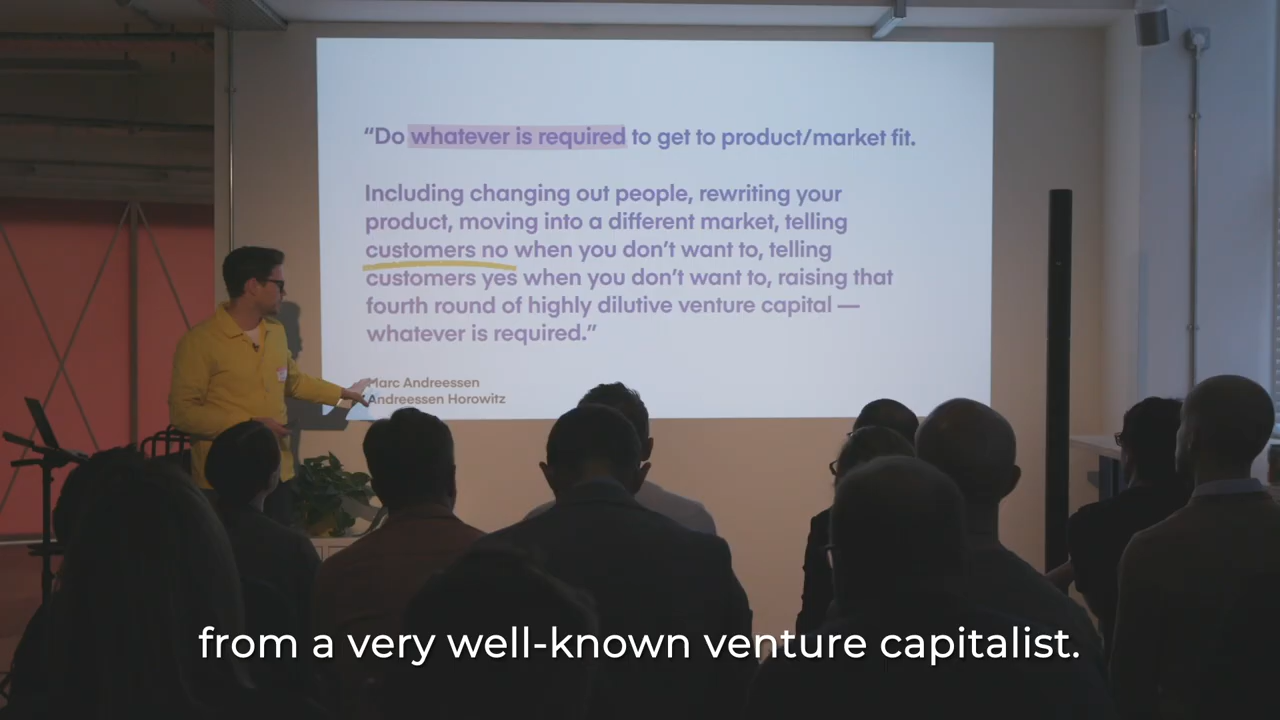 “Do whatever is required to get to product/market fit.
Including changing out people, rewriting your
product, moving into a different market, telling
customers no when you don’t want to, telling
customers yes when you don’t want to, raising that
fourth round of highly dilutive venture capital —
whatever is required.”
Marc Andreessen
Andreessen Horowitz
from a very well-known venture capitalist.